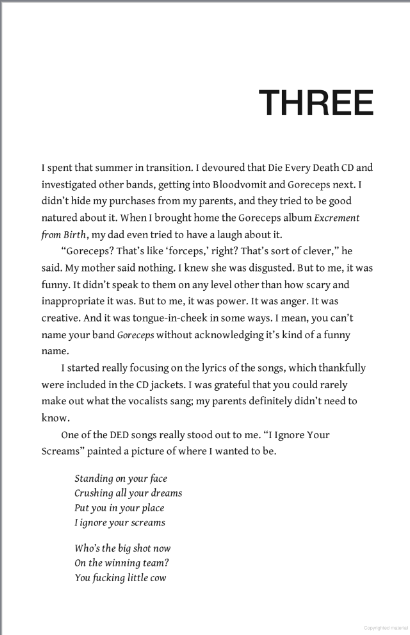 THREE
I spent that summer in transition. I devoured that Die Every Death CD and
investigated other bands, getting into Bloodvomit and Goreceps next. I
didn't hide my purchases from my parents, and they tried to be good
natured about it. When I brought home the Goreceps album Excrement
from Birth, my dad even tried to have a laugh about it.
"Goreceps? That's like 'forceps,' right? That's sort of clever," he
said. My mother said nothing. I knew she was disgusted. But to me, it was
funny. It didn't speak to them on any level other than how scary and
inappropriate it was. But to me, it was power. It was anger. It was
creative. And it was tongue-in-cheek in some ways. I mean, you can't
name your band Goreceps without acknowledging it's kind of a funny
name.
I started really focusing on the lyrics of the songs, which thankfully
were included in the CD jackets. I was grateful that you could rarely
make out what the vocalists sang; my parents definitely didn't need to
know.
One of the DED songs really stood out to me. "I Ignore Your
Screams" painted a picture of where I wanted to be.
Standing on your face
Crushing all your dreams
Put you in your place
I ignore your screams
Who's the big shot now
On the winning team?
You fucking little cow
Copyrighted material